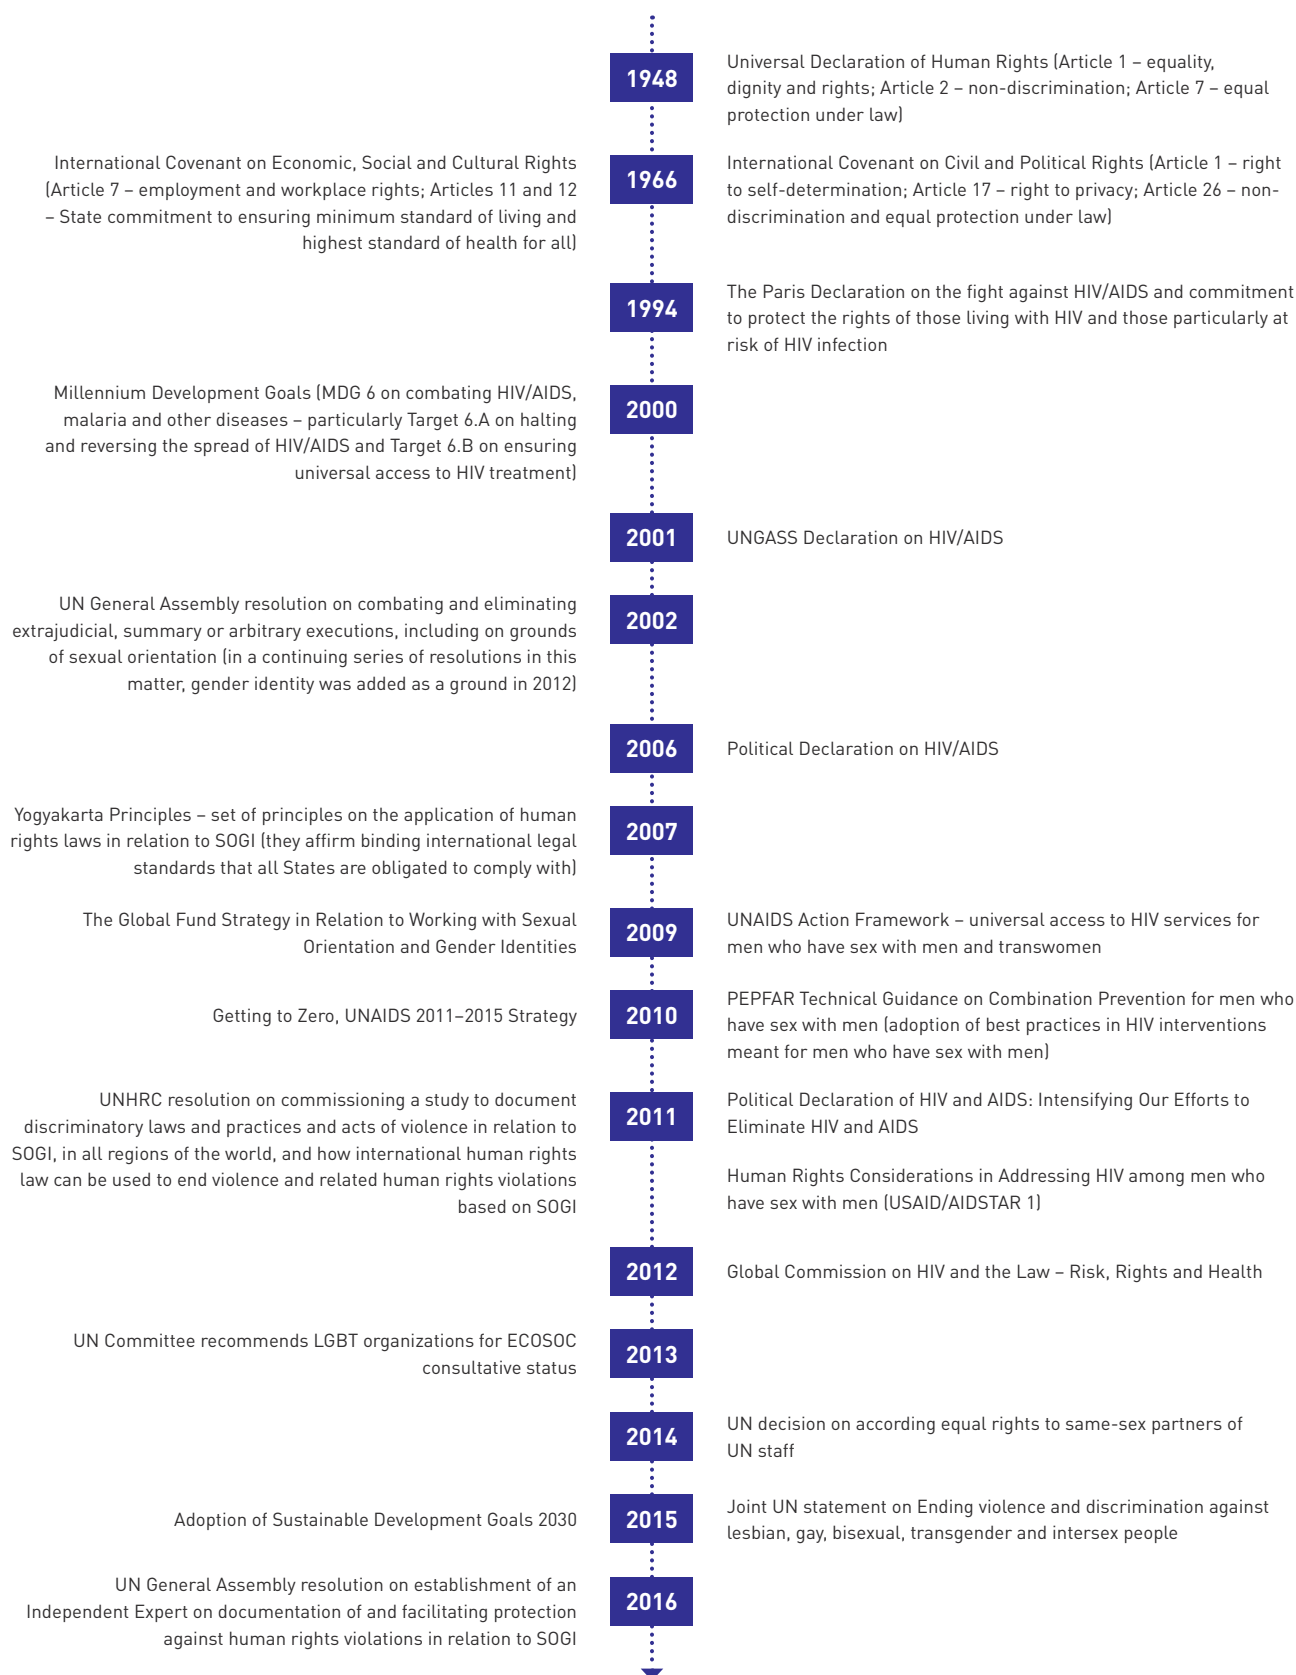 1948
Universal Declaration of Human Rights (Article 1 – equality,
dignity and rights; Article 2 – non-discrimination; Article 7 – equal
protection under law)
International Covenant on Economic, Social and Cultural Rights
(Article 7 – employment and workplace rights; Articles 11 and 12
– State commitment to ensuring minimum standard of living and
highest standard of health for all)
1966
International Covenant on Civil and Political Rights (Article 1 – right
to self-determination; Article 17 – right to privacy; Article 26 – non-
discrimination and equal protection under law)
1994
The Paris Declaration on the fight against HIV/AIDS and commitment
to protect the rights of those living with HIV and those particularly at
risk of HIV infection
Millennium Development Goals (MDG 6 on combating HIV/AIDS,
malaria and other diseases – particularly Target 6.A on halting
and reversing the spread of HIV/AIDS and Target 6.B on ensuring
universal access to HIV treatment)
2000
2001
UNGASS Declaration on HIV/AIDS
UN General Assembly resolution on combating and eliminating
extrajudicial, summary or arbitrary executions, including on grounds
of sexual orientation (in a continuing series of resolutions in this
matter, gender identity was added as a ground in 2012)
2002
2006
Political Declaration on HIV/AIDS
Yogyakarta Principles – set of principles on the application of human
rights laws in relation to SOGI (they affirm binding international legal
standards that all States are obligated to comply with)
2007
The Global Fund Strategy in Relation to Working with Sexual
Orientation and Gender Identities
2009
UNAIDS Action Framework – universal access to HIV services for
men who have sex with men and transwomen
Getting to Zero, UNAIDS 2011–2015 Strategy
2010
PEPFAR Technical Guidance on Combination Prevention for men who
have sex with men (adoption of best practices in HIV interventions
meant for men who have sex with men)
UNHRC resolution on commissioning a study to document
discriminatory laws and practices and acts of violence in relation to
SOGI, in all regions of the world, and how international human rights
law can be used to end violence and related human rights violations
based on SOGI
2011
Political Declaration of HIV and AIDS: Intensifying Our Efforts to
Eliminate HIV and AIDS
Human Rights Considerations in Addressing HIV among men who
have sex with men (USAID/AIDSTAR 1)
2012
Global Commission on HIV and the Law – Risk, Rights and Health
UN Committee recommends LGBT organizations for ECOSOC
consultative status
2013
2014
UN decision on according equal rights to same-sex partners of
UN staff
Adoption of Sustainable Development Goals 2030
2015
Joint UN statement on Ending violence and discrimination against
lesbian, gay, bisexual, transgender and intersex people
UN General Assembly resolution on establishment of an
Independent Expert on documentation of and facilitating protection
against human rights violations in relation to SOGI
2016